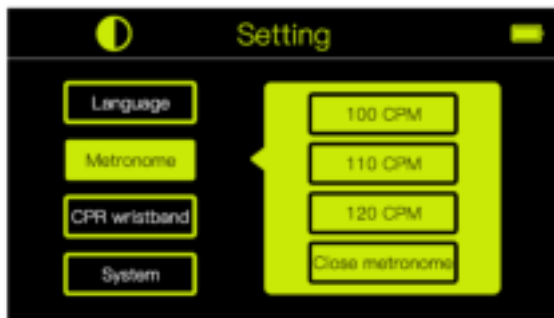 Setting
Language
Metronome
CPR wristband
System
100 CPM
110 CPM
120 CPM
Close metronome